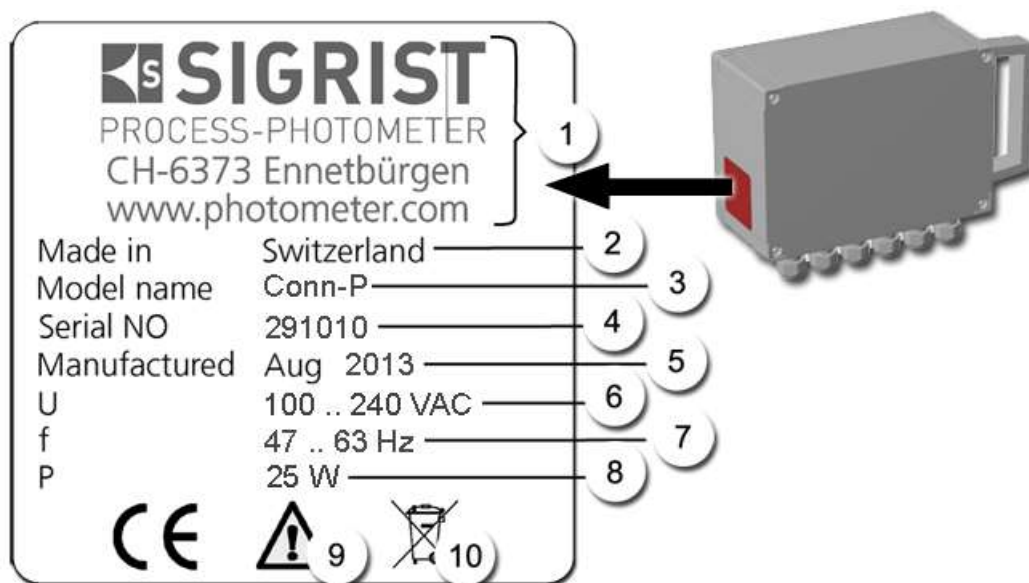 S SIGRIST
PROCESS-PHOTOMETER
CH-6373 Ennetbürgen
www.photometer.com
1
Made in Switzerland 2
Model name Conn-P 3
Serial NO 291010 4
Manufactured Aug 2013 5
U 100 .. 240 VAC 6
f 47 .. 63 Hz 7
P 25 W 8
CE ! 9 10